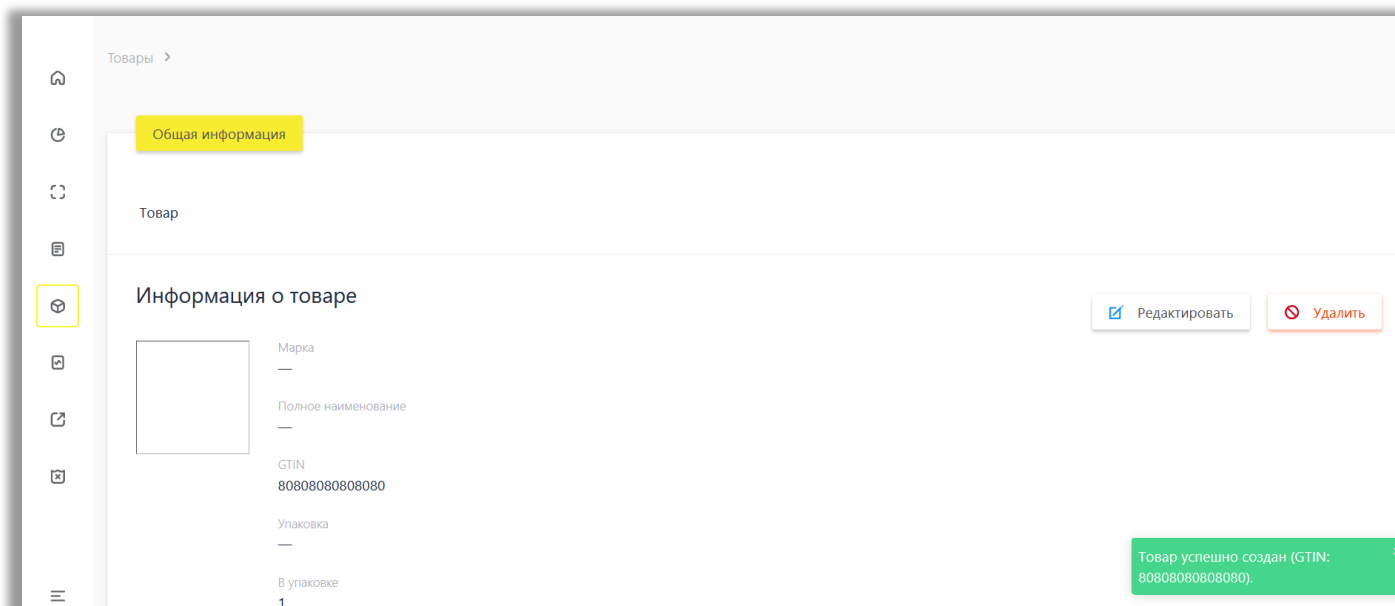 Товары
Общая информация
Товар
Информация о товаре
Редактировать
Удалить
Марка
—
Полное наименование
—
GTIN
80808080808080
Упаковка
—
В упаковке
1
Товар успешно создан (GTIN:
80808080808080).